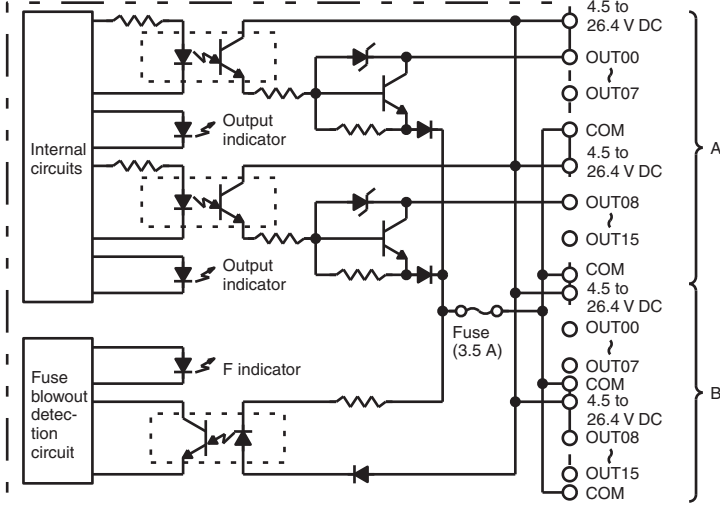 4.5 to
26.4 V DC
OUT00
~
OUT07
COM
4.5 to
26.4 V DC
OUT08
~
OUT15
COM
4.5 to
26.4 V DC
OUT00
~
OUT07
COM
4.5 to
26.4 V DC
OUT08
~
OUT15
COM
A
B
Internal
circuits
Output
indicator
Output
indicator
Fuse
(3.5 A)
Fuse
blowout
detec-
tion
circuit
F indicator